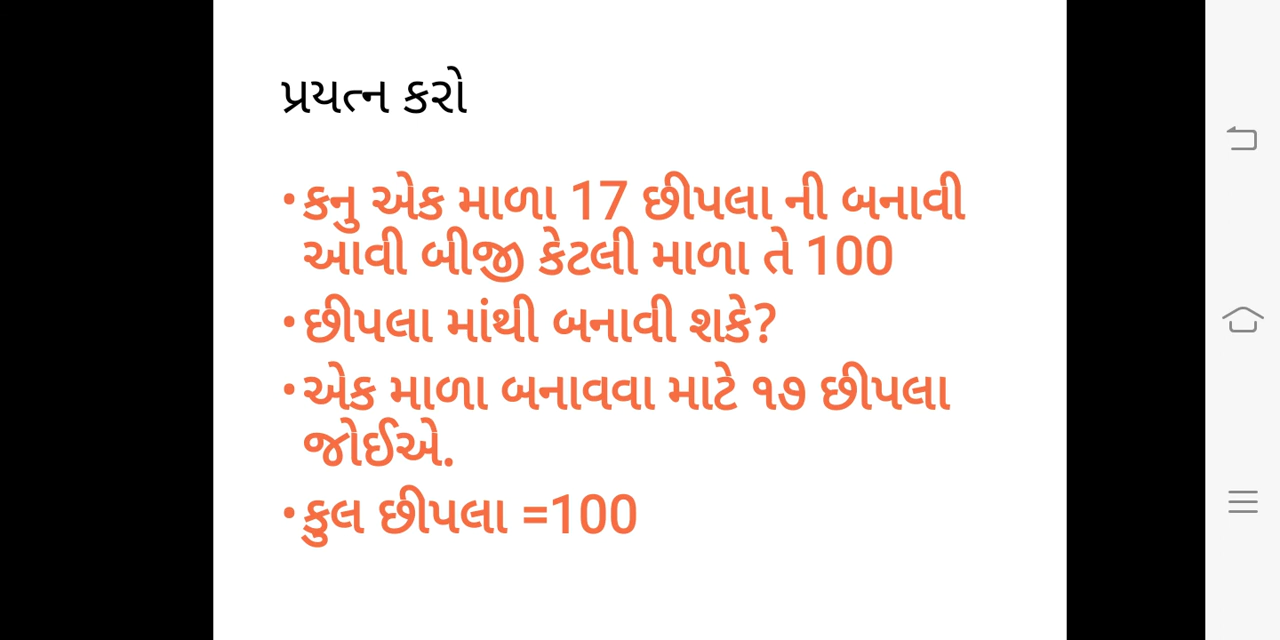 પ્રયત્ન કરો
•કનુ એક માળા 17 છીપલા ની બનાવી
આવી બીજી કેટલી માળા તે 100
•છીપલા માંથી બનાવી શકે?
•એક માળા બનાવવા માટે ૧૭ છીપલા
જોઈએ.
•કુલ છીપલા =100